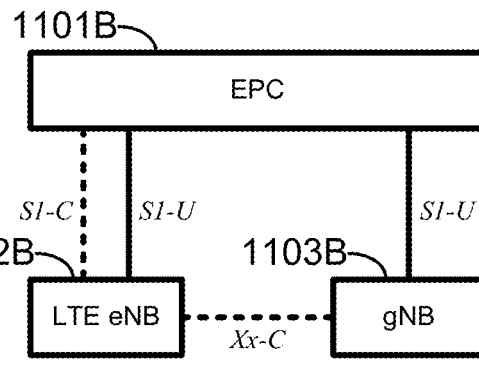 1101B
EPC
S1-C
S1-U
S1-U
2B
1103B
LTE eNB
gNB
Xx-C